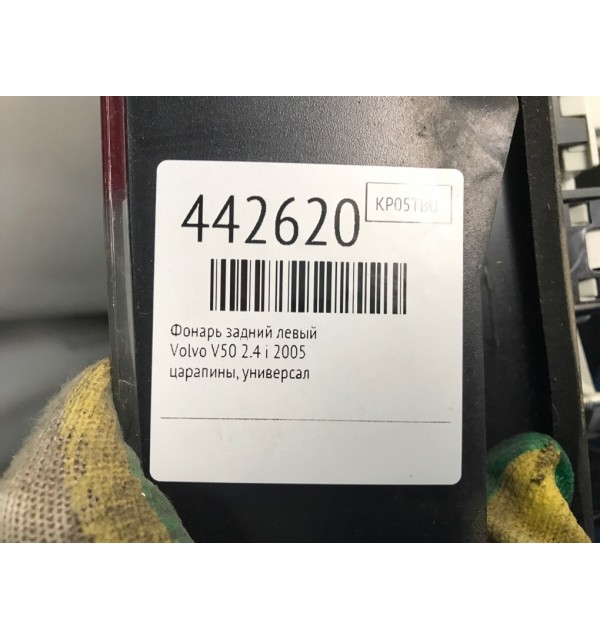 442620
KP05TBU
Фонарь задний левый
Volvo V50 2.4 i 2005
царапины, универсал